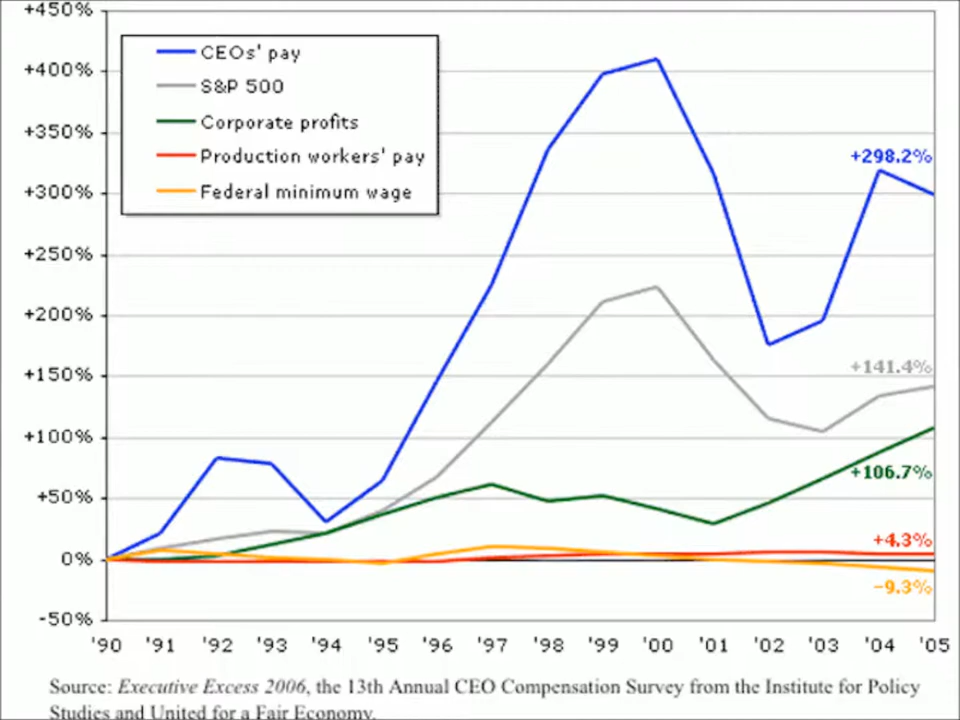 +450%
CEOs' pay
+400%
S&P 500
+350%
Corporate profits
Production workers' pay
+300%
Federal minimum wage
+298.2%
+250%
+200%
+150%
+141.4%
+100%
+106.7%
+50%
+4.3%
0%
-9.3%
-50%
'90 '91 '92 '93 '94 '95 '96 '97 '98 '99 '00 '01 '02 '03 '04 '05
Source: Executive Excess 2006, the 13th Annual CEO Compensation Survey from the Institute for Policy
Studies and United for a Fair Economy.